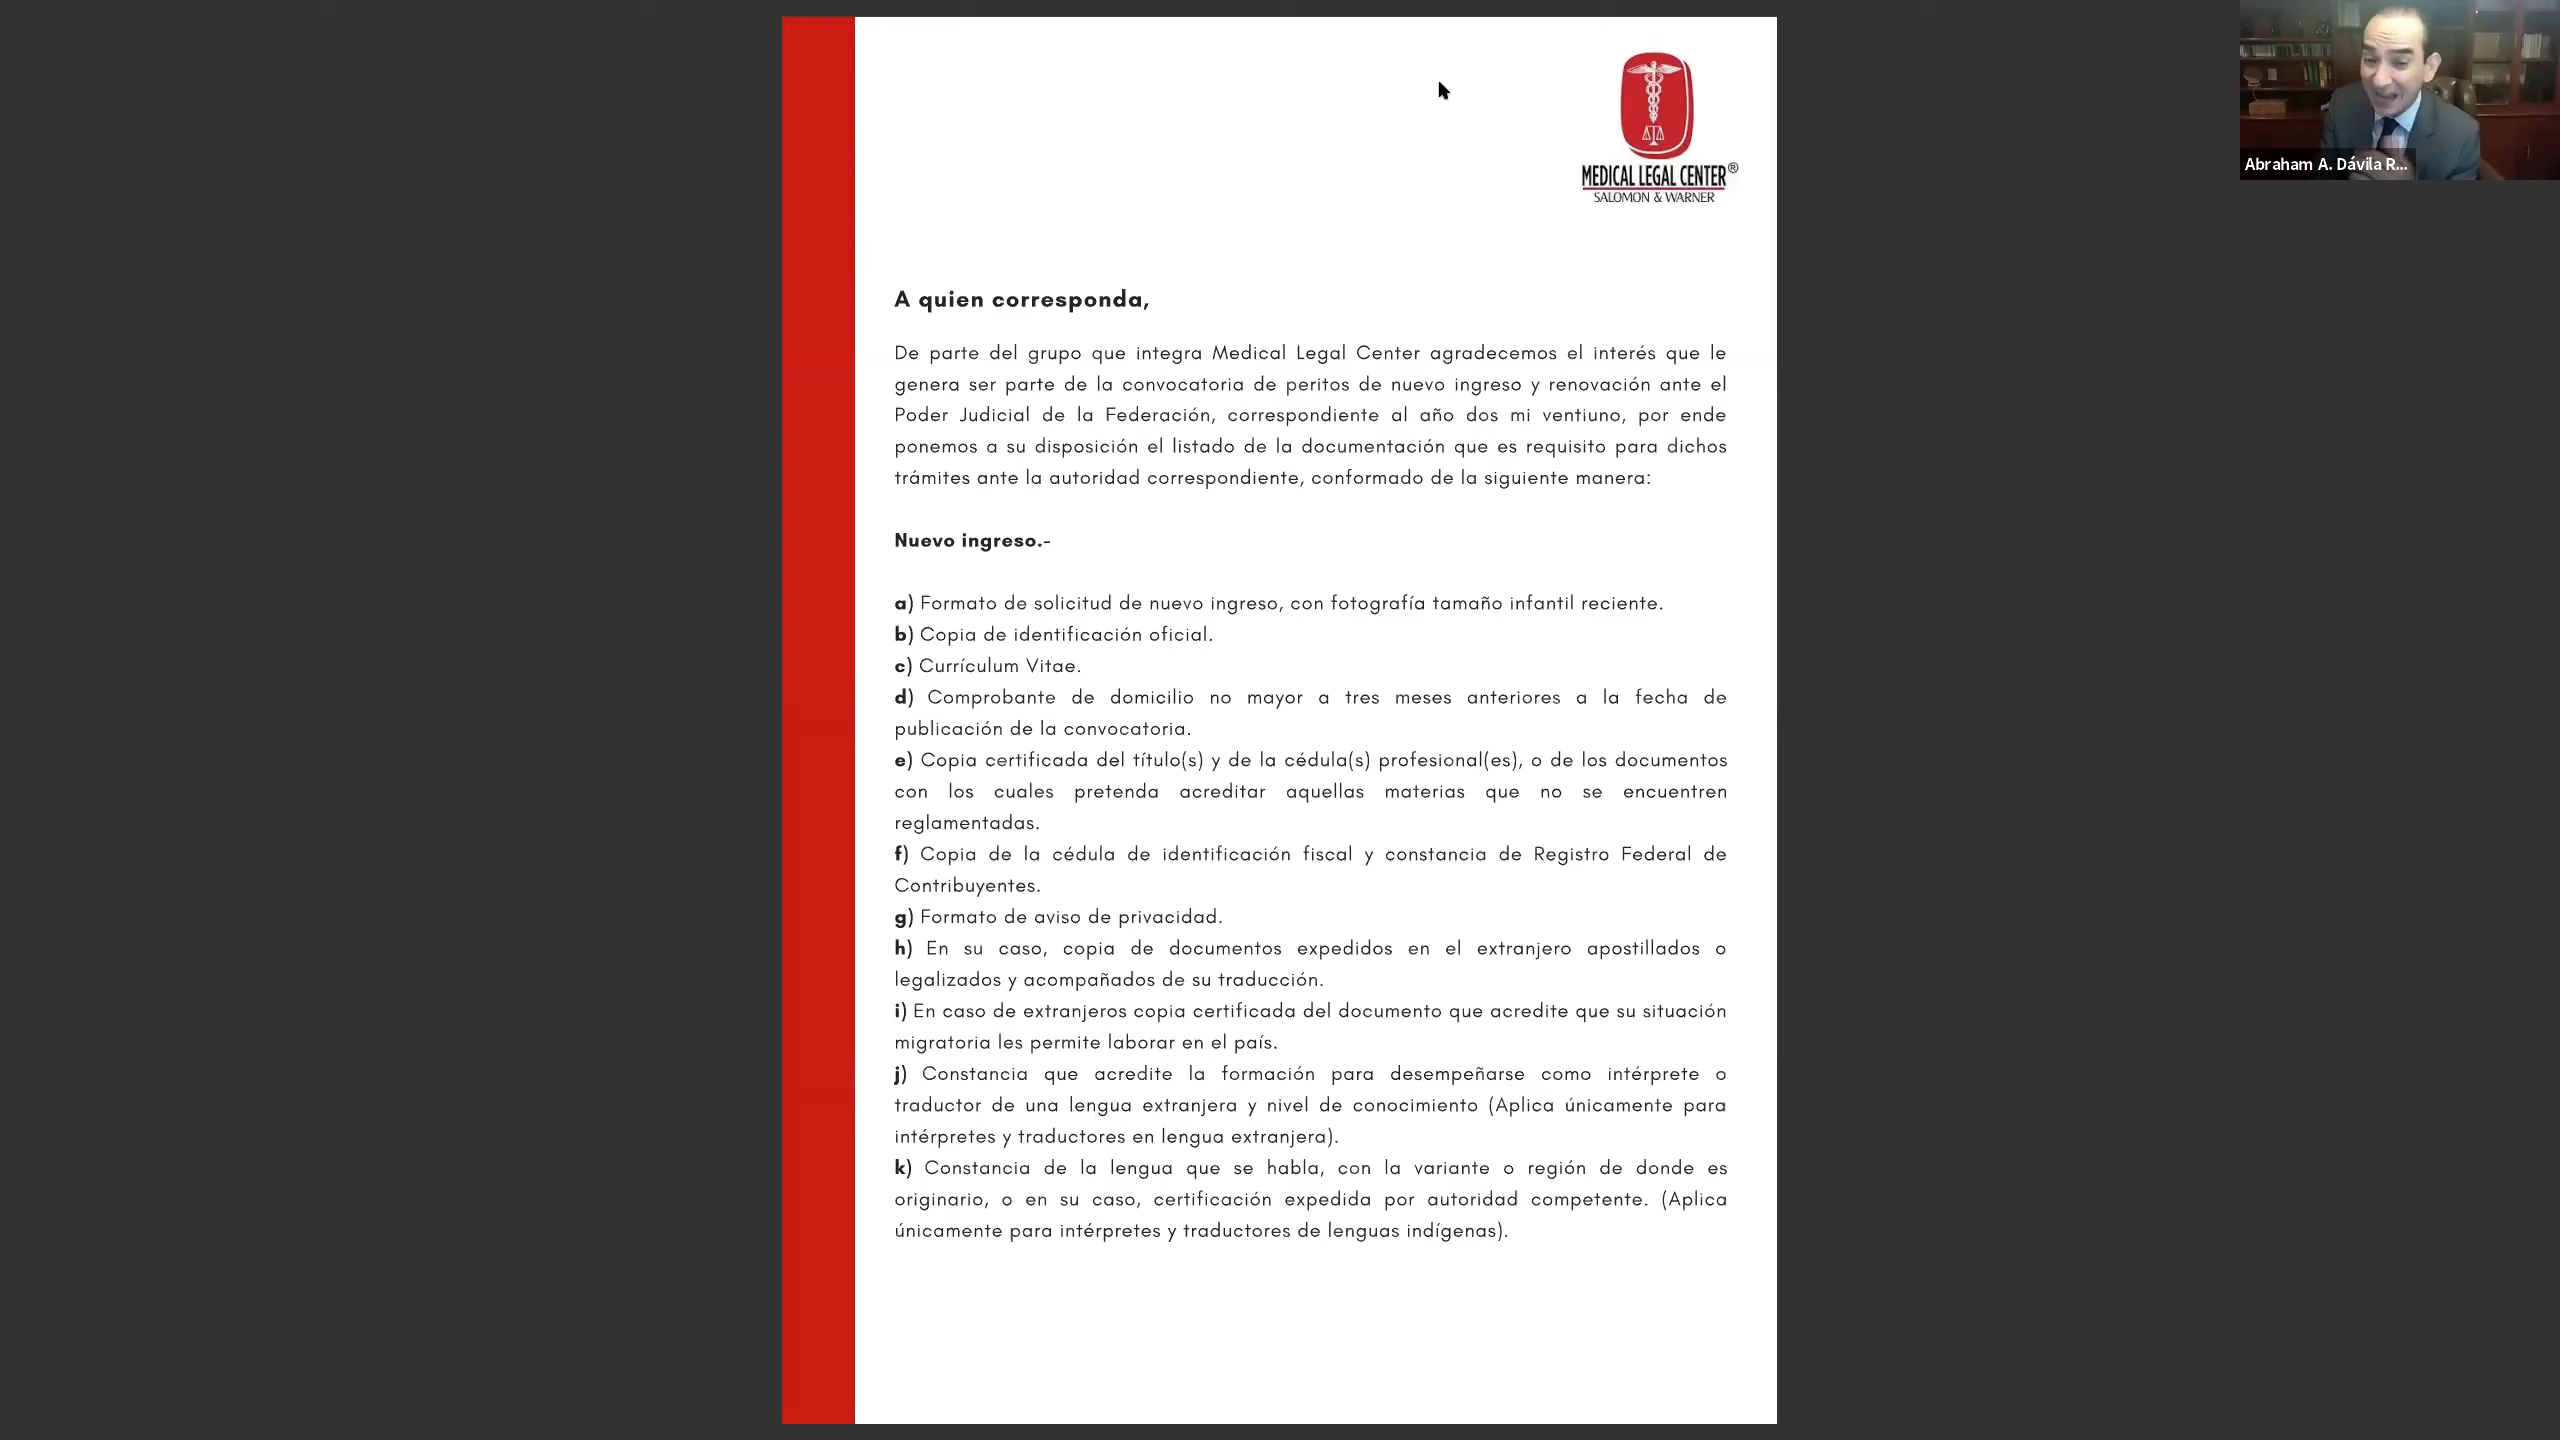 MEDICAL LEGAL CENTER®
SALOMON & WARNER
Abraham A. Dávila R...
A quien corresponda,
De parte del grupo que integra Medical Legal Center agradecemos el interés que le
genera ser parte de la convocatoria de peritos de nuevo ingreso y renovación ante el
Poder Judicial de la Federación, correspondiente al año dos mi ventiuno, por ende
ponemos a su disposición el listado de la documentación que es requisito para dichos
trámites ante la autoridad correspondiente, conformado de la siguiente manera:
Nuevo ingreso.-
a) Formato de solicitud de nuevo ingreso, con fotografía tamaño infantil reciente.
b) Copia de identificación oficial.
c) Currículum Vitae.
d) Comprobante de domicilio no mayor a tres meses anteriores a la fecha de
publicación de la convocatoria.
e) Copia certificada del título(s) y de la cédula(s) profesional(es), o de los documentos
con los cuales pretenda acreditar aquellas materias que no se encuentren
reglamentadas.
f) Copia de la cédula de identificación fiscal y constancia de Registro Federal de
Contribuyentes.
g) Formato de aviso de privacidad.
h) En su caso, copia de documentos expedidos en el extranjero apostillados o
legalizados y acompañados de su traducción.
i) En caso de extranjeros copia certificada del documento que acredite que su situación
migratoria les permite laborar en el país.
j) Constancia que acredite la formación para desempeñarse como intérprete o
traductor de una lengua extranjera y nivel de conocimiento (Aplica únicamente para
intérpretes y traductores en lengua extranjera).
k) Constancia de la lengua que se habla, con la variante o región de donde es
originario, o en su caso, certificación expedida por autoridad competente. (Aplica
únicamente para intérpretes y traductores de lenguas indígenas).